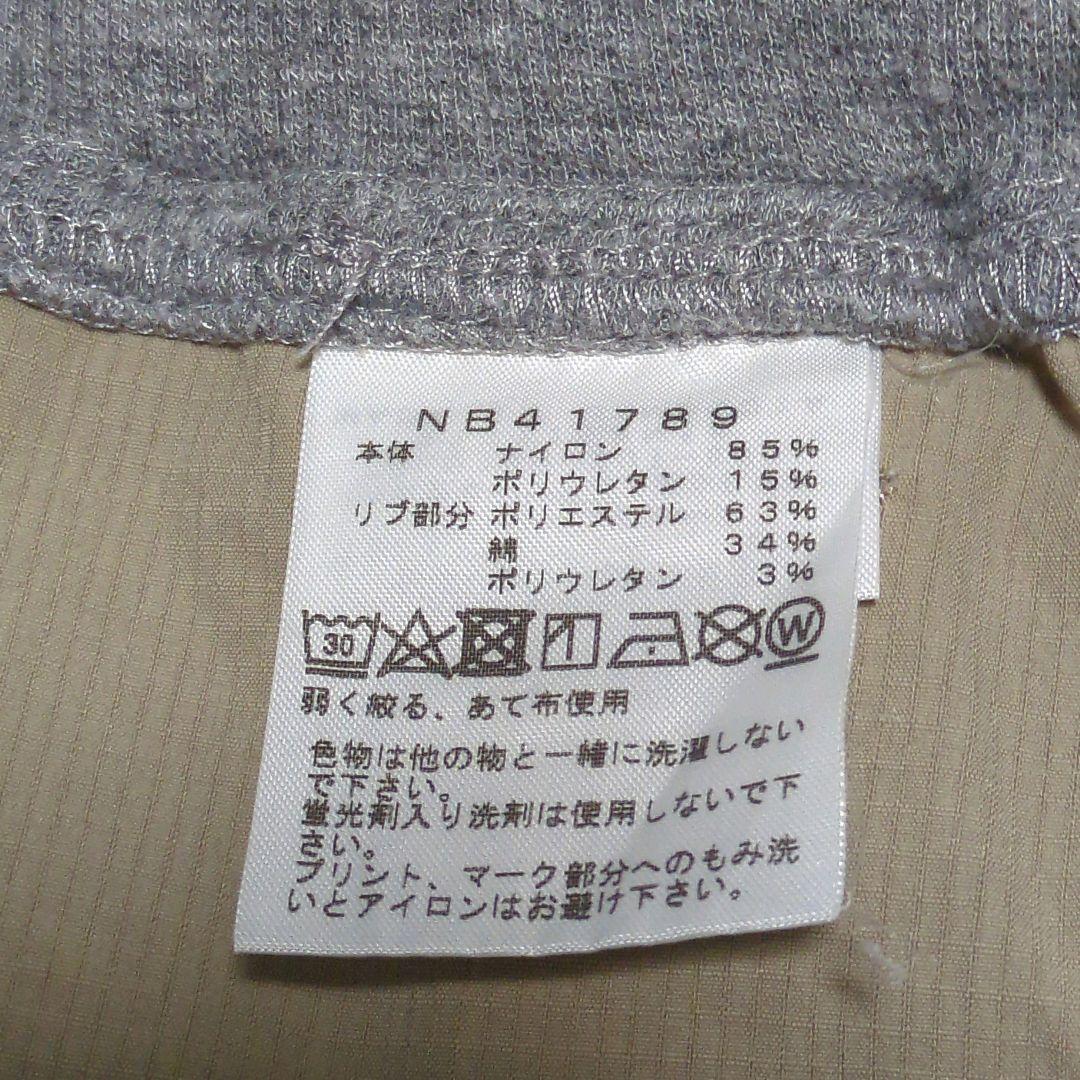 NB41789
本体 ナイロン 85%
ポリウレタン 15%
リブ部分 ポリエステル 63%
綿 34%
ポリウレタン 3%
30 W
弱く絞る、あて布使用
色物は他の物と一緒に洗濯しない
で下さい。
蛍光剤入り洗剤は使用しないで下
さい。
プリント、マーク部分へのもみ洗
いとアイロンはお避け下さい。